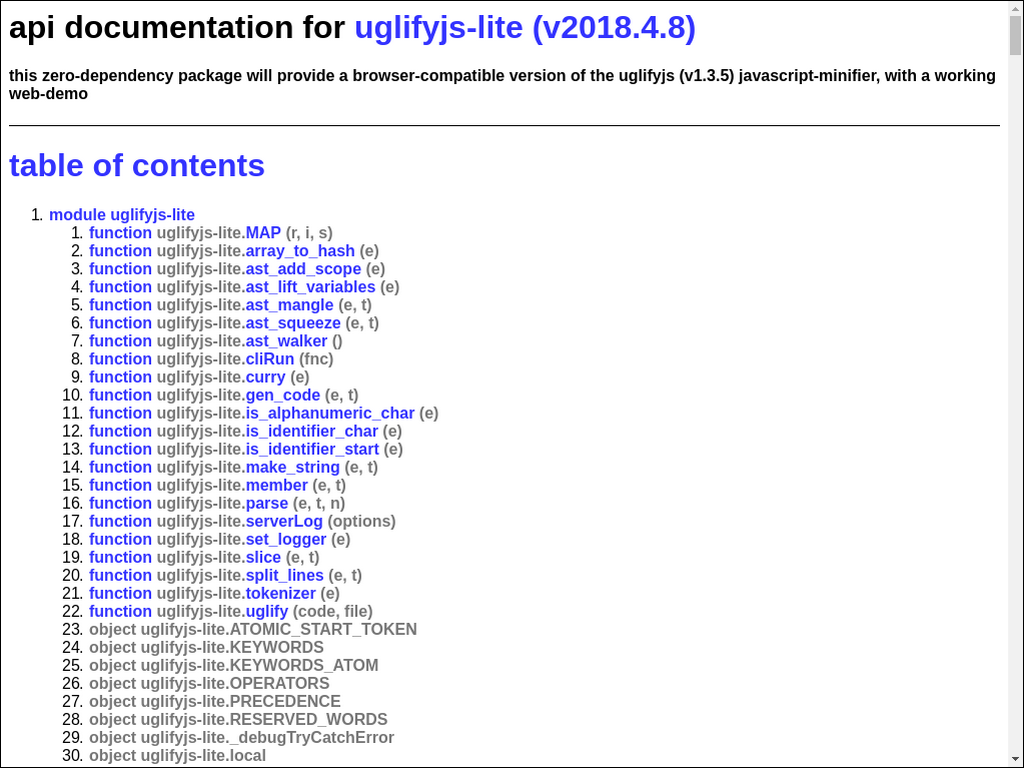 api documentation for uglifyjs-lite (v2018.4.8)
this zero-dependency package will provide a browser-compatible version of the uglifyjs (v1.3.5) javascript-minifier, with a working
web-demo
table of contents
1. module uglifyjs-lite
1. function uglifyjs-lite.MAP (r, i, s)
2. function uglifyjs-lite.array_to_hash (e)
3. function uglifyjs-lite.ast_add_scope (e)
4. function uglifyjs-lite.ast_lift_variables (e)
5. function uglifyjs-lite.ast_mangle (e, t)
6. function uglifyjs-lite.ast_squeeze (e, t)
7. function uglifyjs-lite.ast_walker ()
8. function uglifyjs-lite.cliRun (fnc)
9. function uglifyjs-lite.curry (e)
10. function uglifyjs-lite.gen_code (e, t)
11. function uglifyjs-lite.is_alphanumeric_char (e)
12. function uglifyjs-lite.is_identifier_char (e)
13. function uglifyjs-lite.is_identifier_start (e)
14. function uglifyjs-lite.make_string (e, t)
15. function uglifyjs-lite.member (e, t)
16. function uglifyjs-lite.parse (e, t, n)
17. function uglifyjs-lite.serverLog (options)
18. function uglifyjs-lite.set_logger (e)
19. function uglifyjs-lite.slice (e, t)
20. function uglifyjs-lite.split_lines (e, t)
21. function uglifyjs-lite.tokenizer (e)
22. function uglifyjs-lite.uglify (code, file)
23. object uglifyjs-lite.ATOMIC_START_TOKEN
24. object uglifyjs-lite.KEYWORDS
25. object uglifyjs-lite.KEYWORDS_ATOM
26. object uglifyjs-lite.OPERATORS
27. object uglifyjs-lite.PRECEDENCE
28. object uglifyjs-lite.RESERVED_WORDS
29. object uglifyjs-lite._debugTryCatchError
30. object uglifyjs-lite.local